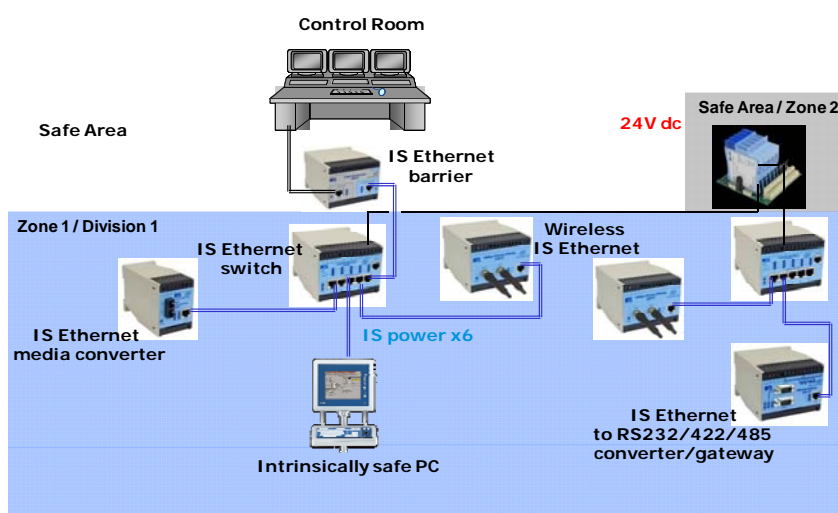 Control Room
Safe Area / Zone 2
24V dc
Safe Area
IS Ethernet
barrier
Zone 1 / Division 1
IS Ethernet
switch
Wireless
IS Ethernet
IS Ethernet
media converter
IS power x6
IS Ethernet
to RS232/422/485
converter/gateway
Intrinsically safe PC